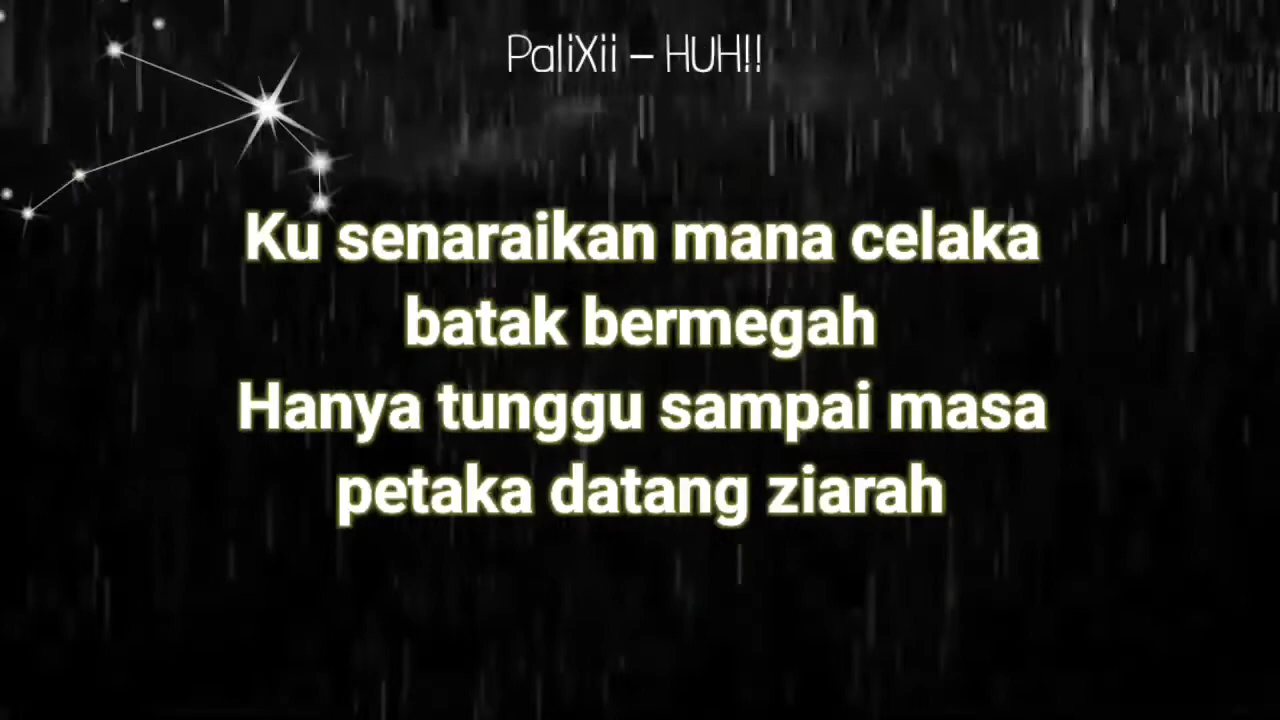 PaliXii – HUH!!
Ku senaraikan mana celaka
batak bermegah
Hanya tunggu sampai masa
petaka datang ziarah